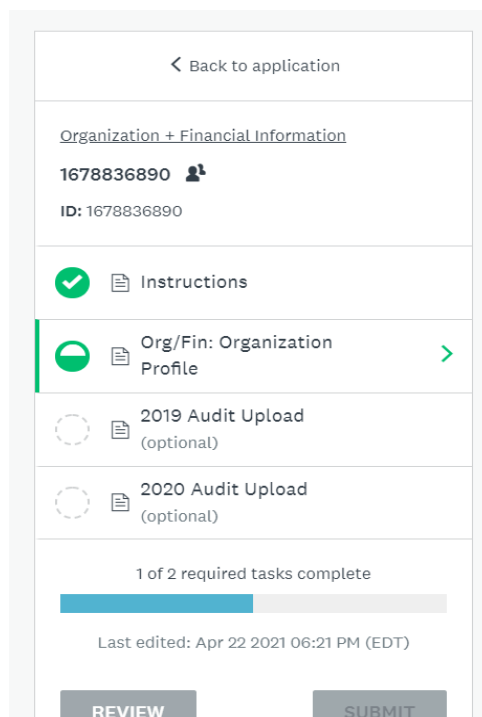 Back to application
Organization + Financial Information
1678836890
ID: 1678836890
Instructions
Org/Fin: Organization
Profile
2019 Audit Upload
(optional)
2020 Audit Upload
(optional)
1 of 2 required tasks complete
Last edited: Apr 22 2021 06:21 PM (EDT)
REVIEW SUBMIT